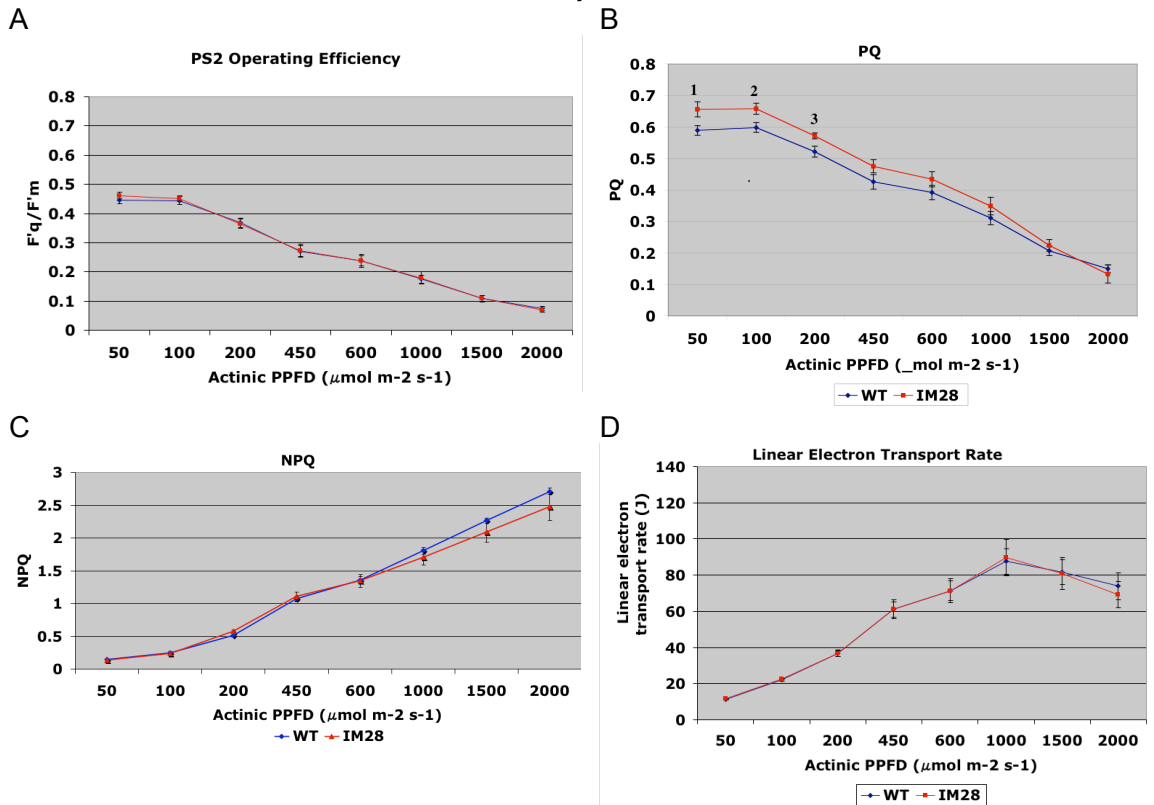 A
PS2 Operating Efficiency
0.8
0.7
0.6
0.5
0.4
0.3
0.2
0.1
0
F'q/F'm
50 100 200 450 600 1000 1500 2000
Actinic PPFD (μmol m-2 s-1)
B
PQ
0.8
0.7
0.6
0.5
0.4
0.3
0.2
0.1
0
PQ
1 2 3
50 100 200 450 600 1000 1500 2000
Actinic PPFD (_mol m-2 s-1)
WT IM28
C
NPQ
3
2.5
2
1.5
1
0.5
0
NPQ
50 100 200 450 600 1000 1500 2000
Actinic PPFD (μmol m-2 s-1)
WT IM28
D
Linear Electron Transport Rate
140
120
100
80
60
40
20
0
Linear electron
transport rate (J)
50 100 200 450 600 1000 1500 2000
Actinic PPFD (μmol m-2 s-1)
WT IM28